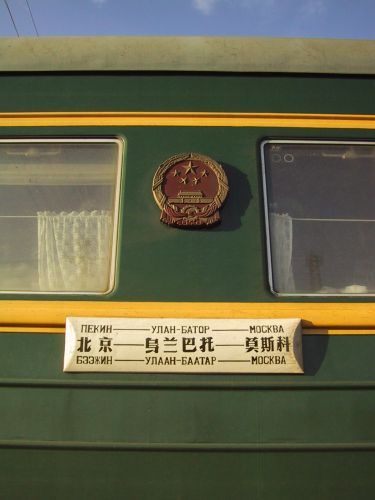 ПЕКИН—УЛАН-БАТОР—МОСКВА
北京—乌兰巴托—莫斯科
БЭЭЖИН—УЛААН-БААТАР—МОСКВА